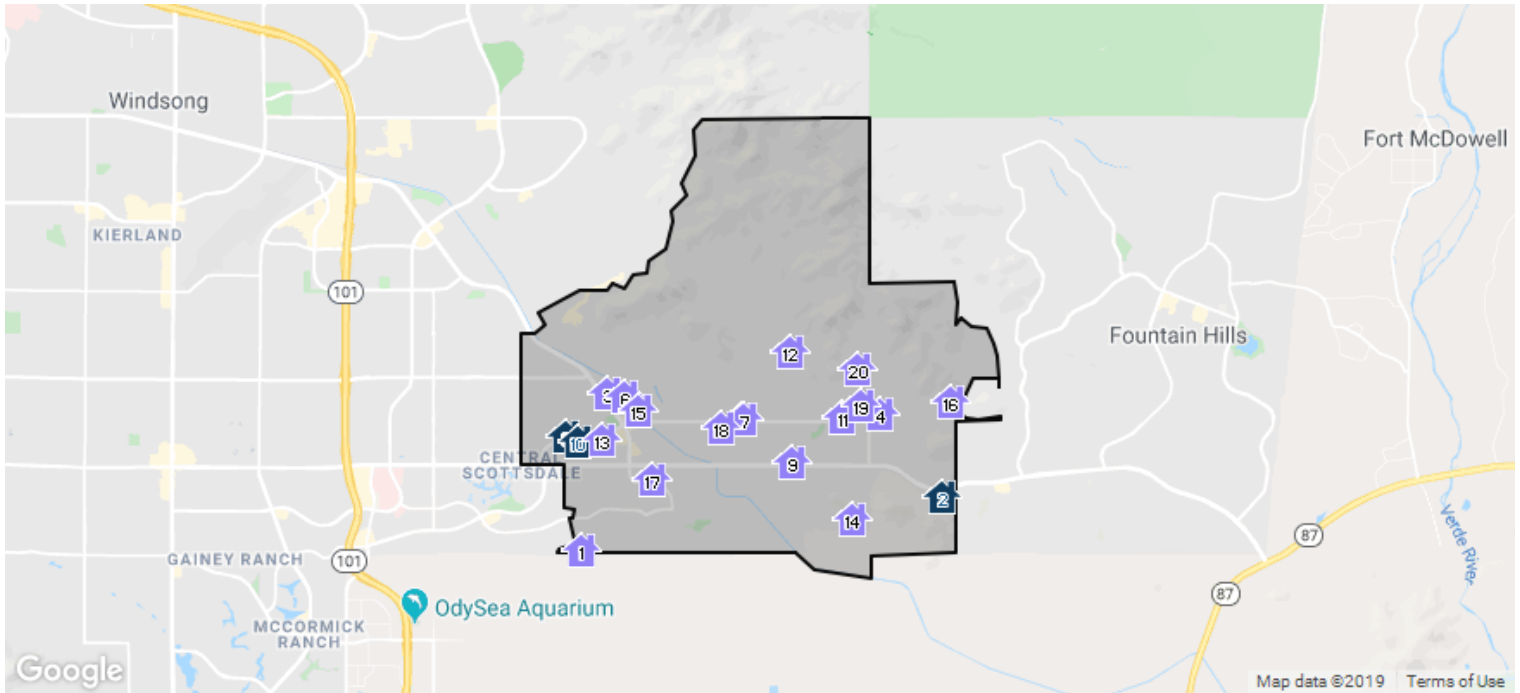 Windsong
Fort McDowell
KIERLAND
101
Fountain Hills
12
20
3
6
15
16
11
19
4
18
7
10
13
CENTRAL
SCOTTSDALE
9
17
2
14
1
Verde River
87
GAINEY RANCH
101
87
OdySea Aquarium
MCCORMICK
RANCH
Google
Map data ©2019
Terms of Use